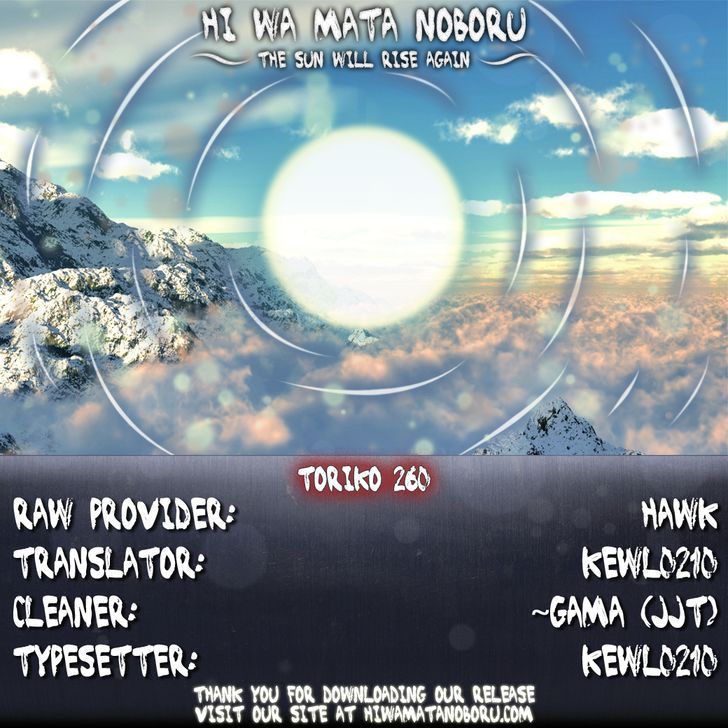 HI WA MATA NOBORU
THE SUN WILL RISE AGAIN
TORIKO 260
RAW PROVIDER: HAWK
TRANSLATOR: KEWL0210
CLEANER: ~GAMA (JJT)
TYPESETTER: KEWL0210
THANK YOU FOR DOWNLOADING OUR RELEASE
VISIT OUR SITE AT HIWAMATANOBORU.COM